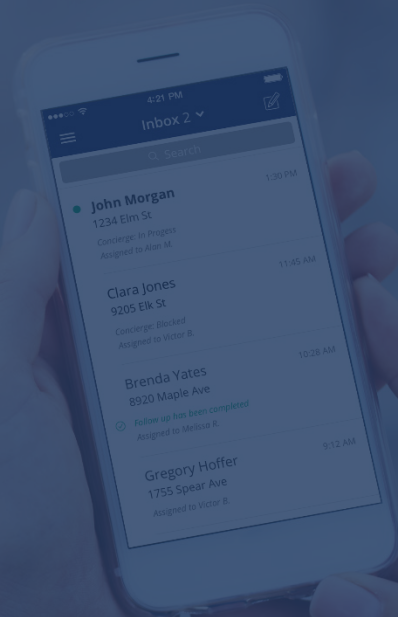 4:21 PM
Inbox 2
Search
John Morgan
1:30 PM
1234 Elm St
Concierge: In Progess
Assigned to Alan M.
Clara Jones
11:45 AM
9205 Elk St
Concierge: Blocked
Assigned to Victor B.
Brenda Yates
10:28 AM
8920 Maple Ave
Follow up has been completed
Assigned to Melissa R.
Gregory Hoffer
9:12 AM
1755 Spear Ave
Assigned to Victor B.